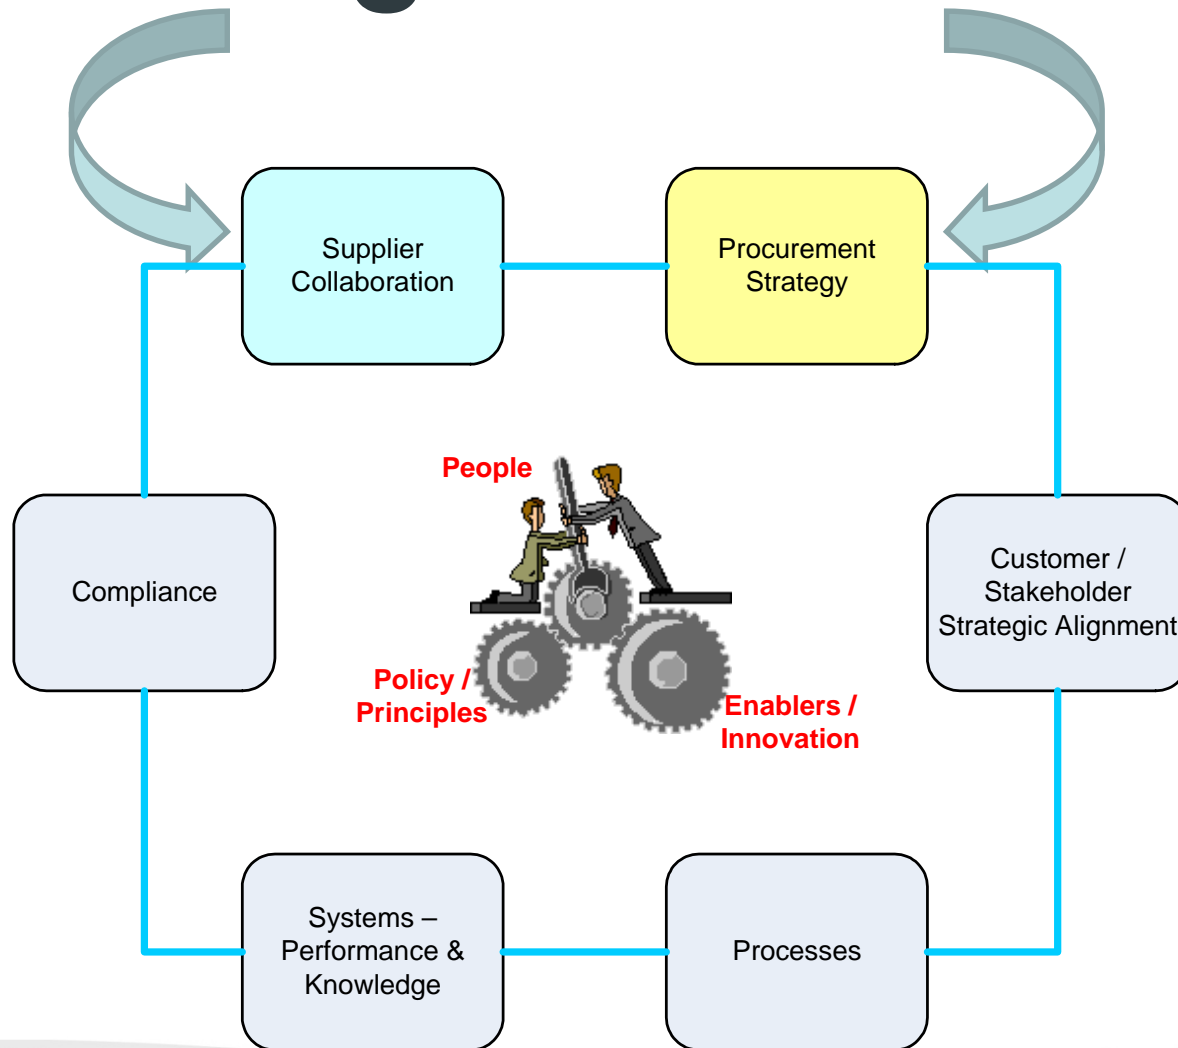 Supplier
Collaboration
Procurement
Strategy
People
Compliance
Customer /
Stakeholder
Strategic Alignment
Policy /
Principles
Enablers /
Innovation
Systems –
Performance &
Knowledge
Processes